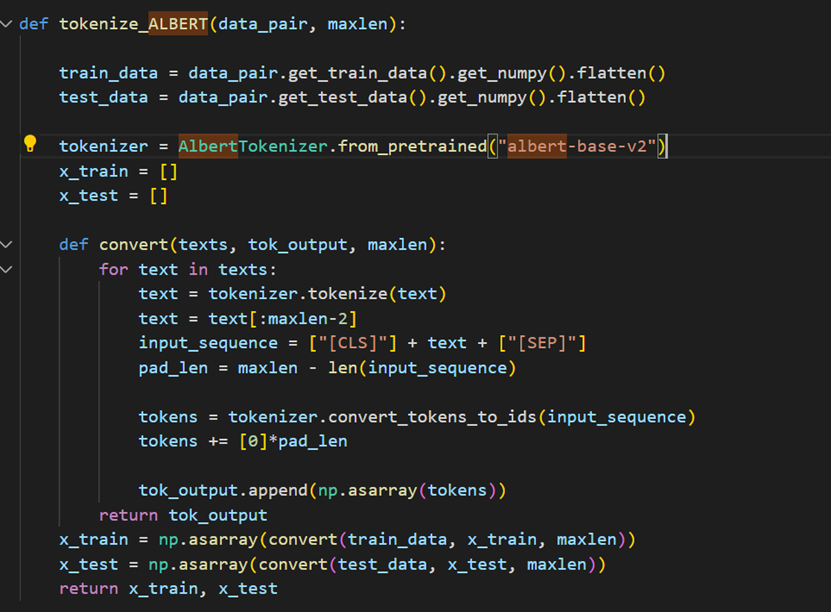 def tokenize_ALBERT(data_pair, maxlen):
train_data = data_pair.get_train_data().get_numpy().flatten()
test_data = data_pair.get_test_data().get_numpy().flatten()
tokenizer = AlbertTokenizer.from_pretrained("albert-base-v2")
x_train = []
x_test = []
def convert(texts, tok_output, maxlen):
for text in texts:
text = tokenizer.tokenize(text)
text = text[:maxlen-2]
input_sequence = ["[CLS]"] + text + ["[SEP]"]
pad_len = maxlen - len(input_sequence)
tokens = tokenizer.convert_tokens_to_ids(input_sequence)
tokens += [0]*pad_len
tok_output.append(np.asarray(tokens))
return tok_output
x_train = np.asarray(convert(train_data, x_train, maxlen))
x_test = np.asarray(convert(test_data, x_test, maxlen))
return x_train, x_test